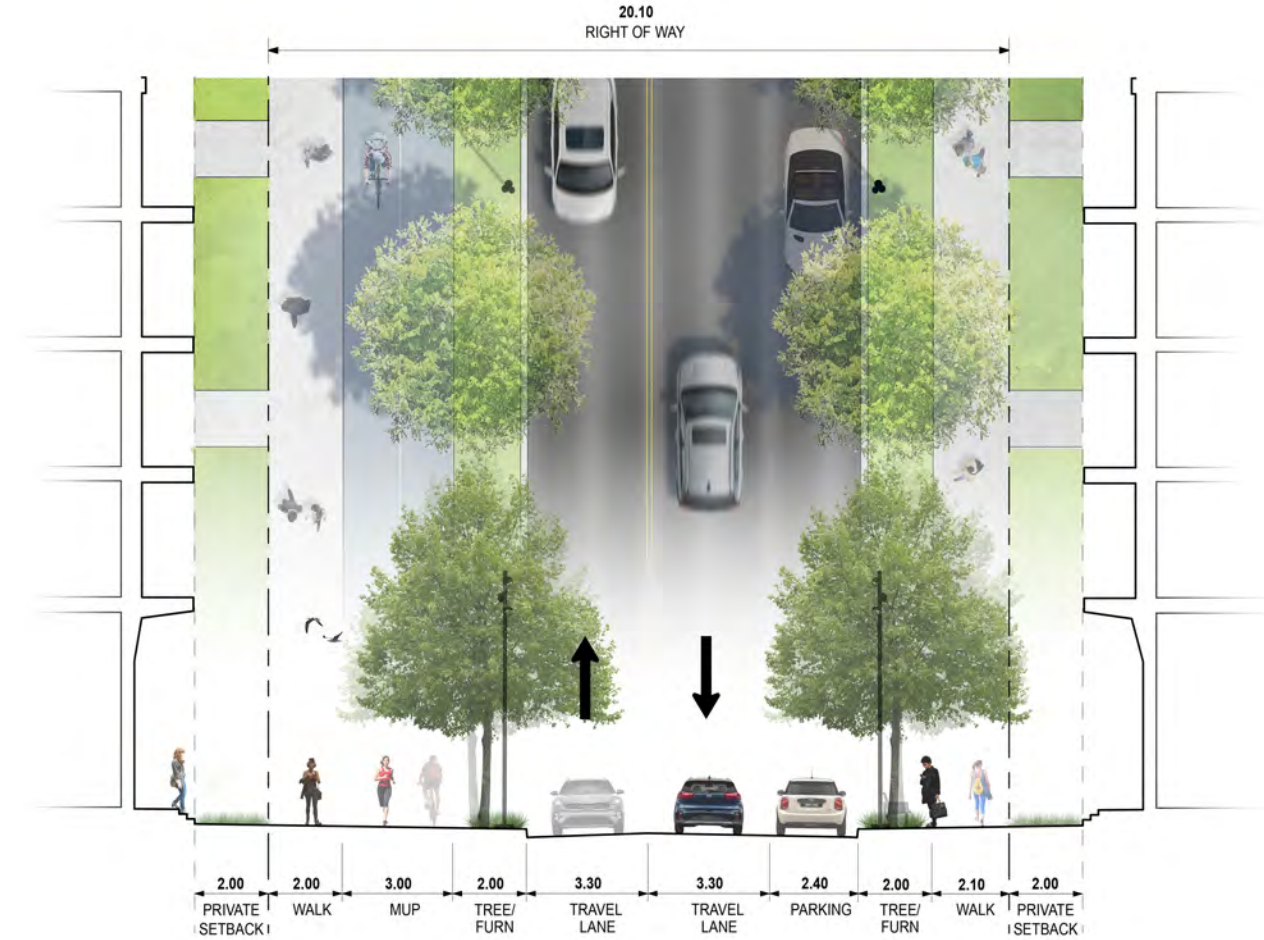 20.10
RIGHT OF WAY
2.00 2.00 3.00 2.00 3.30 3.30 2.40 2.00 2.10 2.00
PRIVATE WALK MUP TREE/ TRAVEL TRAVEL PARKING TREE/ WALK PRIVATE
SETBACK FURN LANE LANE FURN SETBACK